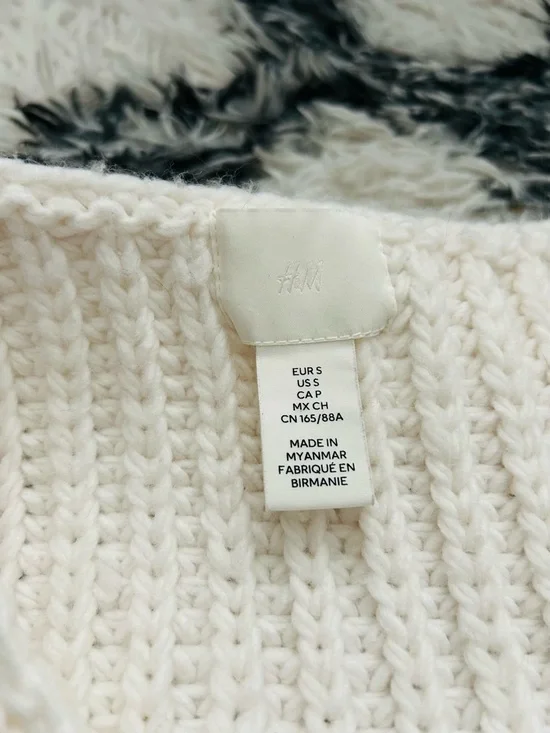 H&M
EUR S
US S
CA P
MX CH
CN 165/88A
MADE IN
MYANMAR
FABRIQUÉ EN
BIRMANIE